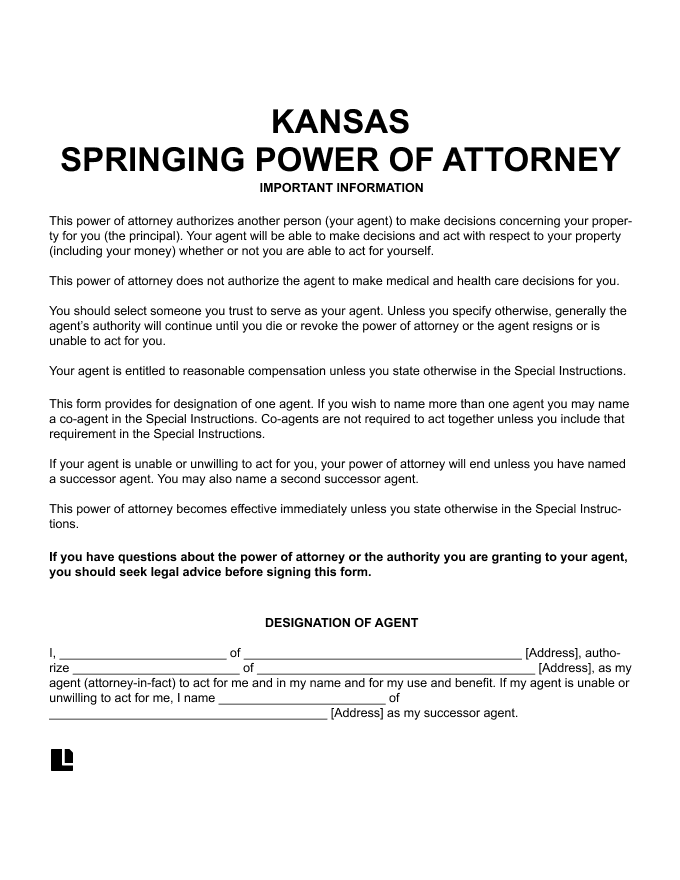 KANSAS
SPRINGING POWER OF ATTORNEY
IMPORTANT INFORMATION
This power of attorney authorizes another person (your agent) to make decisions concerning your proper-
ty for you (the principal). Your agent will be able to make decisions and act with respect to your property
(including your money) whether or not you are able to act for yourself.
This power of attorney does not authorize the agent to make medical and health care decisions for you.
You should select someone you trust to serve as your agent. Unless you specify otherwise, generally the
agent’s authority will continue until you die or revoke the power of attorney or the agent resigns or is
unable to act for you.
Your agent is entitled to reasonable compensation unless you state otherwise in the Special Instructions.
This form provides for designation of one agent. If you wish to name more than one agent you may name
a co-agent in the Special Instructions. Co-agents are not required to act together unless you include that
requirement in the Special Instructions.
If your agent is unable or unwilling to act for you, your power of attorney will end unless you have named
a successor agent. You may also name a second successor agent.
This power of attorney becomes effective immediately unless you state otherwise in the Special Instruc-
tions.
If you have questions about the power of attorney or the authority you are granting to your agent,
you should seek legal advice before signing this form.
DESIGNATION OF AGENT
I, ________________________ of ________________________________________ [Address], autho-
rize ________________________ of ________________________________________ [Address], as my
agent (attorney-in-fact) to act for me and in my name and for my use and benefit. If my agent is unable or
unwilling to act for me, I name ________________________ of
________________________________________ [Address] as my successor agent.